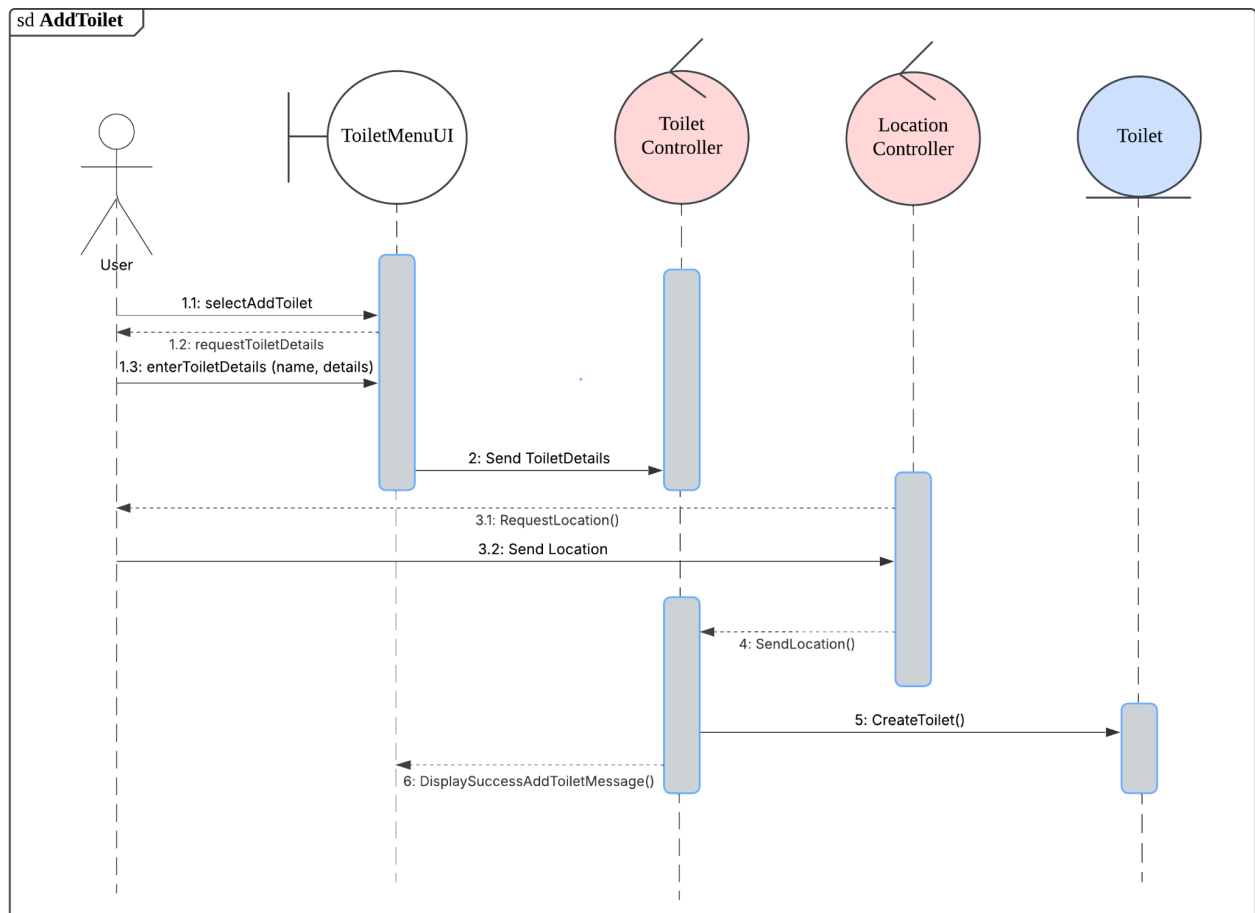 sd AddToilet
ToiletMenuUI
Toilet
Controller
Location
Controller
Toilet
User
1.1: selectAddToilet
1.2: requestToiletDetails
1.3: enterToiletDetails (name, details)
2: Send ToiletDetails
3.1: RequestLocation()
3.2: Send Location
4: SendLocation()
5: CreateToilet()
6: DisplaySuccessAddToiletMessage()